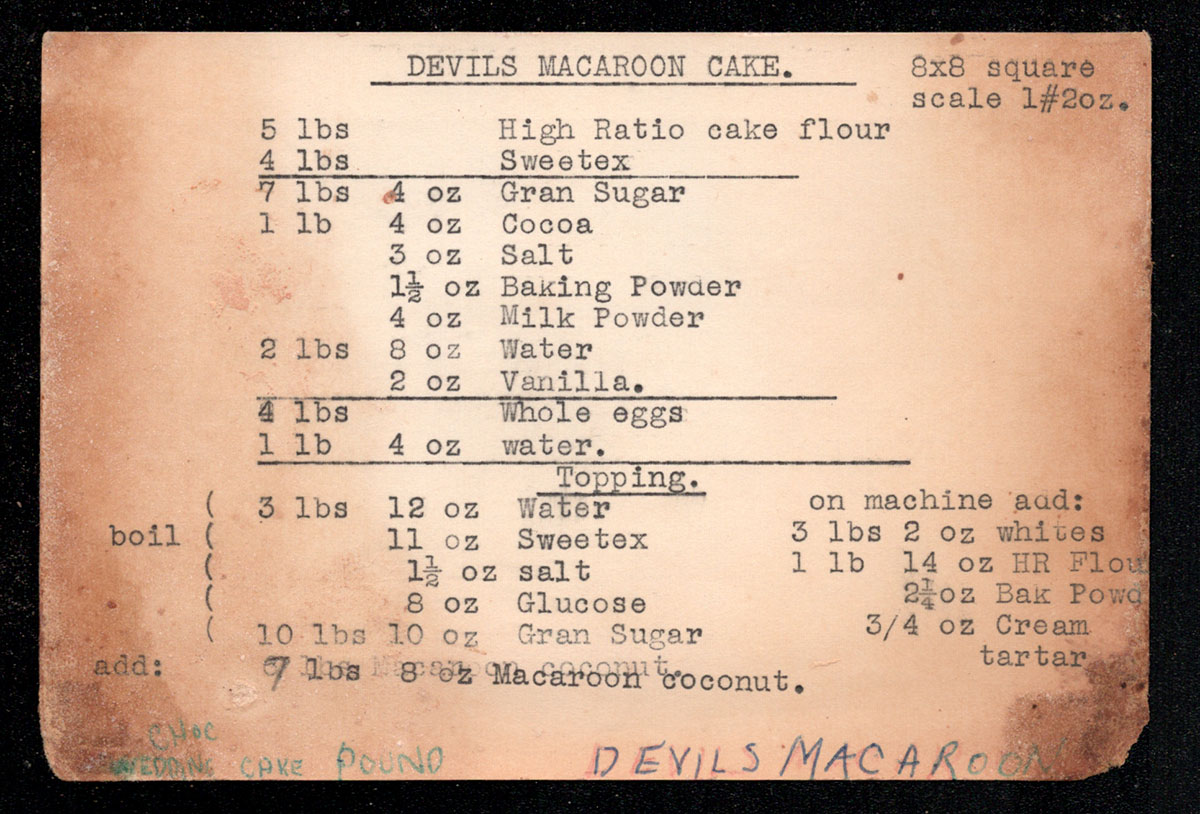 DEVILS MACAROON CAKE.
8x8 square
scale 1#2oz.
5 lbs High Ratio cake flour
4 lbs Sweetex
7 lbs 4 oz Gran Sugar
1 lb 4 oz Cocoa
3 oz Salt
1½ oz Baking Powder
4 oz Milk Powder
2 lbs 8 oz Water
2 oz Vanilla.
4 lbs Whole eggs
1 lb 4 oz water.
Topping.
( 3 lbs 12 oz Water
boil ( 11 oz Sweetex
( 1½ oz salt
( 8 oz Glucose
( 10 lbs 10 oz Gran Sugar
add: lbs Macaroon coconut.
7 lbs 8 oz Macaroon coconut.
on machine add:
3 lbs 2 oz whites
1 lb 14 oz HR Flou
2¼oz Bak Powd
3/4 oz Cream
tartar
CHOC
WEDDING CAKE POUND
DEVILS MACAROON